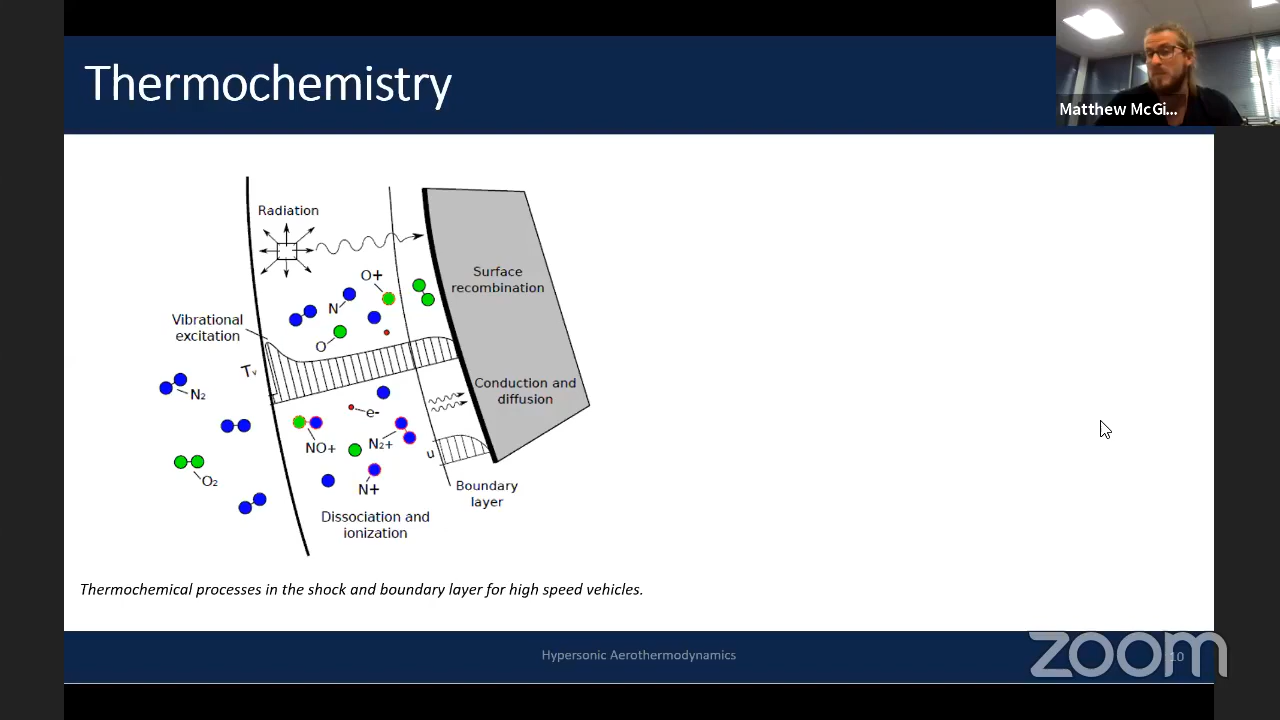 Thermochemistry
Matthew McGi...
Radiation
O+
N
O
Surface
recombination
Vibrational
excitation
Tv
N2
Conduction and
diffusion
e-
NO+
N2+
u
O2
N+
Boundary
layer
Dissociation and
ionization
Thermochemical processes in the shock and boundary layer for high speed vehicles.
Hypersonic Aerothermodynamics
10
zoom